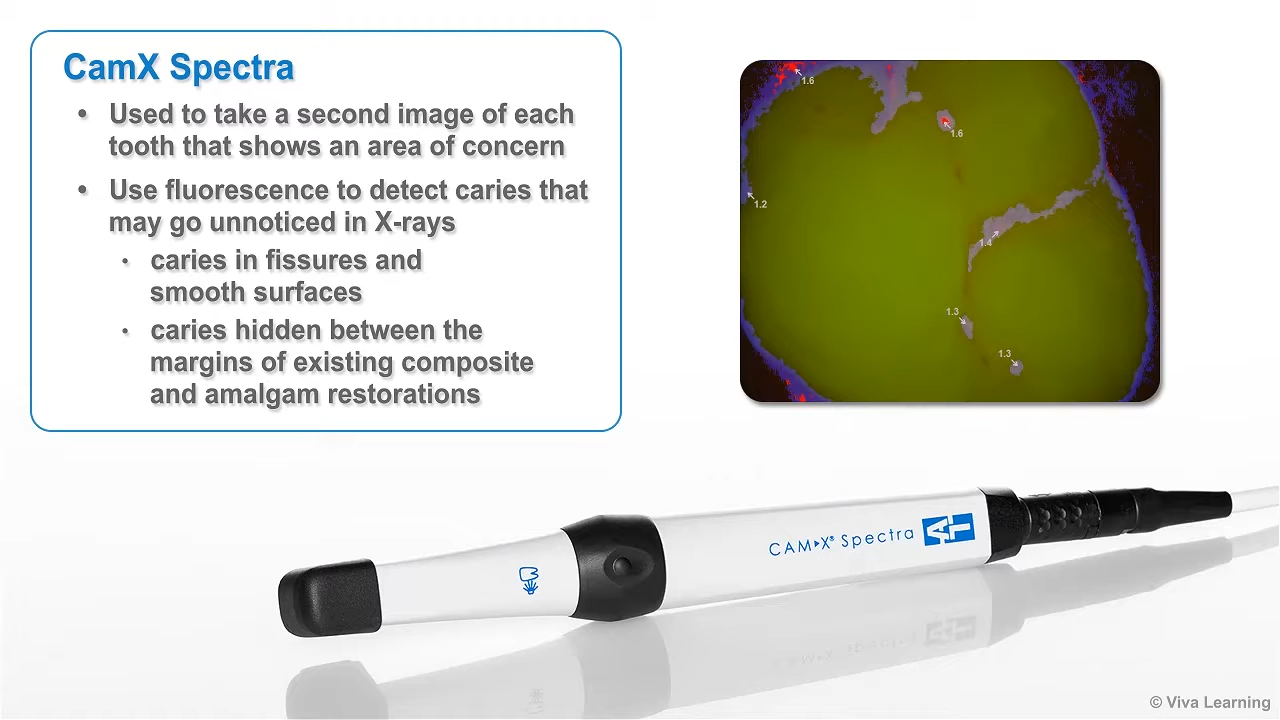 CamX Spectra
• Used to take a second image of each
tooth that shows an area of concern
• Use fluorescence to detect caries that
may go unnoticed in X-rays
• caries in fissures and
smooth surfaces
• caries hidden between the
margins of existing composite
and amalgam restorations
1.6
1.6
1.2
1.4
1.3
1.3
CAM▸X® Spectra
© Viva Learning